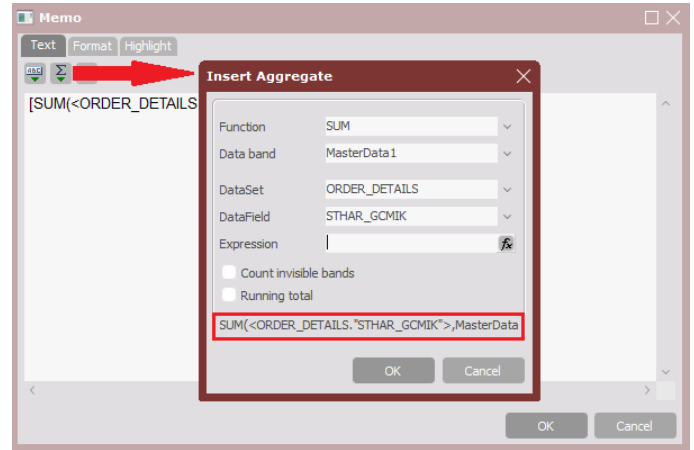 Memo
Text Format Highlight
[SUM(<ORDER_DETAILS
Insert Aggregate
Function SUM
Data band MasterData1
DataSet ORDER_DETAILS
DataField STHAR_GCMIK
Expression
Count invisible bands
Running total
SUM(<ORDER_DETAILS."STHAR_GCMIK">,MasterData
OK Cancel
OK Cancel